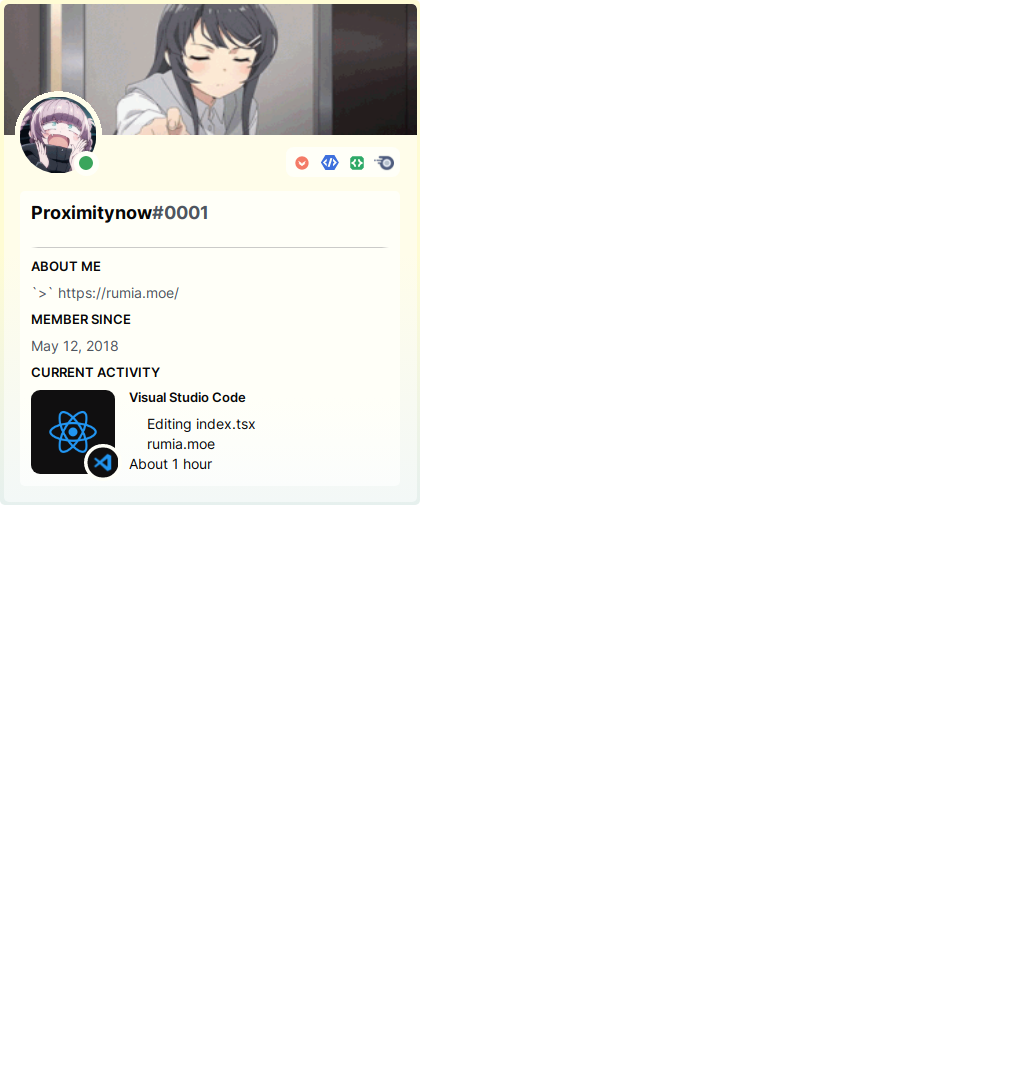 Proximitynow#0001
ABOUT ME
`>` https://rumia.moe/
MEMBER SINCE
May 12, 2018
CURRENT ACTIVITY
Visual Studio Code
Editing index.tsx
rumia.moe
About 1 hour